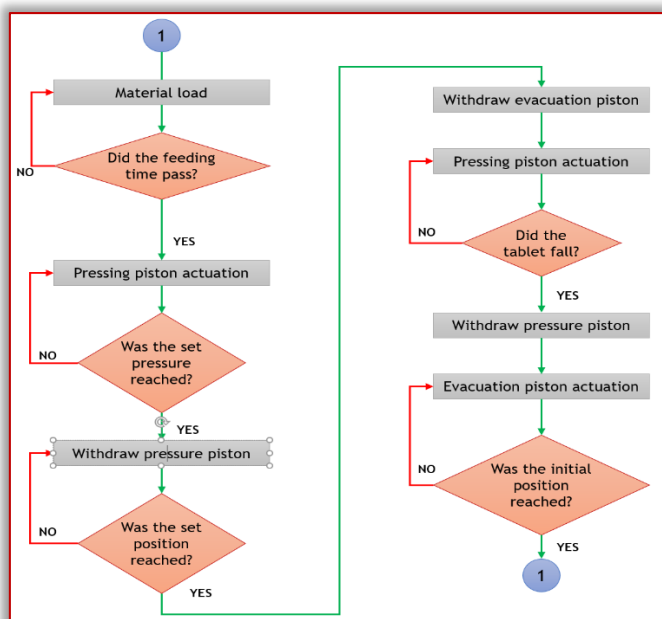 1
Material load
Did the feeding
time pass?
NO
YES
Pressing piston actuation
Was the set
pressure
reached?
NO
YES
Withdraw pressure piston
Was the set
position
reached?
NO
YES
Withdraw evacuation piston
Pressing piston actuation
Did the
tablet fall?
NO
YES
Withdraw pressure piston
Evacuation piston actuation
Was the initial
position
reached?
NO
YES
1